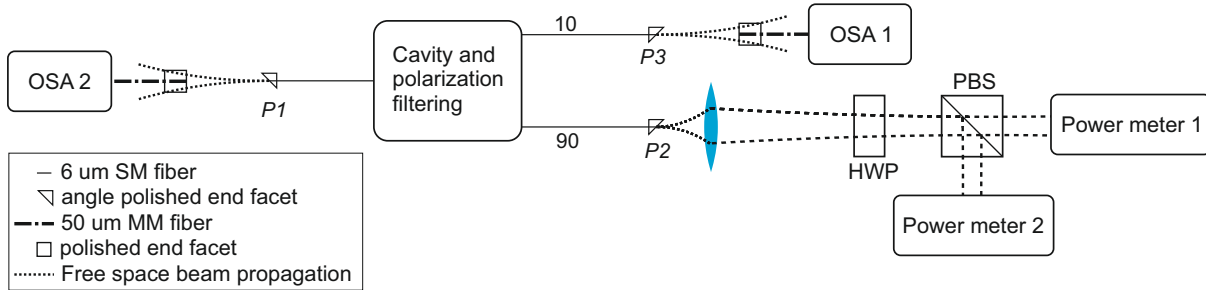 10
OSA 1
P3
Cavity and
polarization
filtering
OSA 2
P1
90
P2
HWP
PBS
Power meter 1
Power meter 2
6 um SM fiber
angle polished end facet
50 um MM fiber
polished end facet
Free space beam propagation